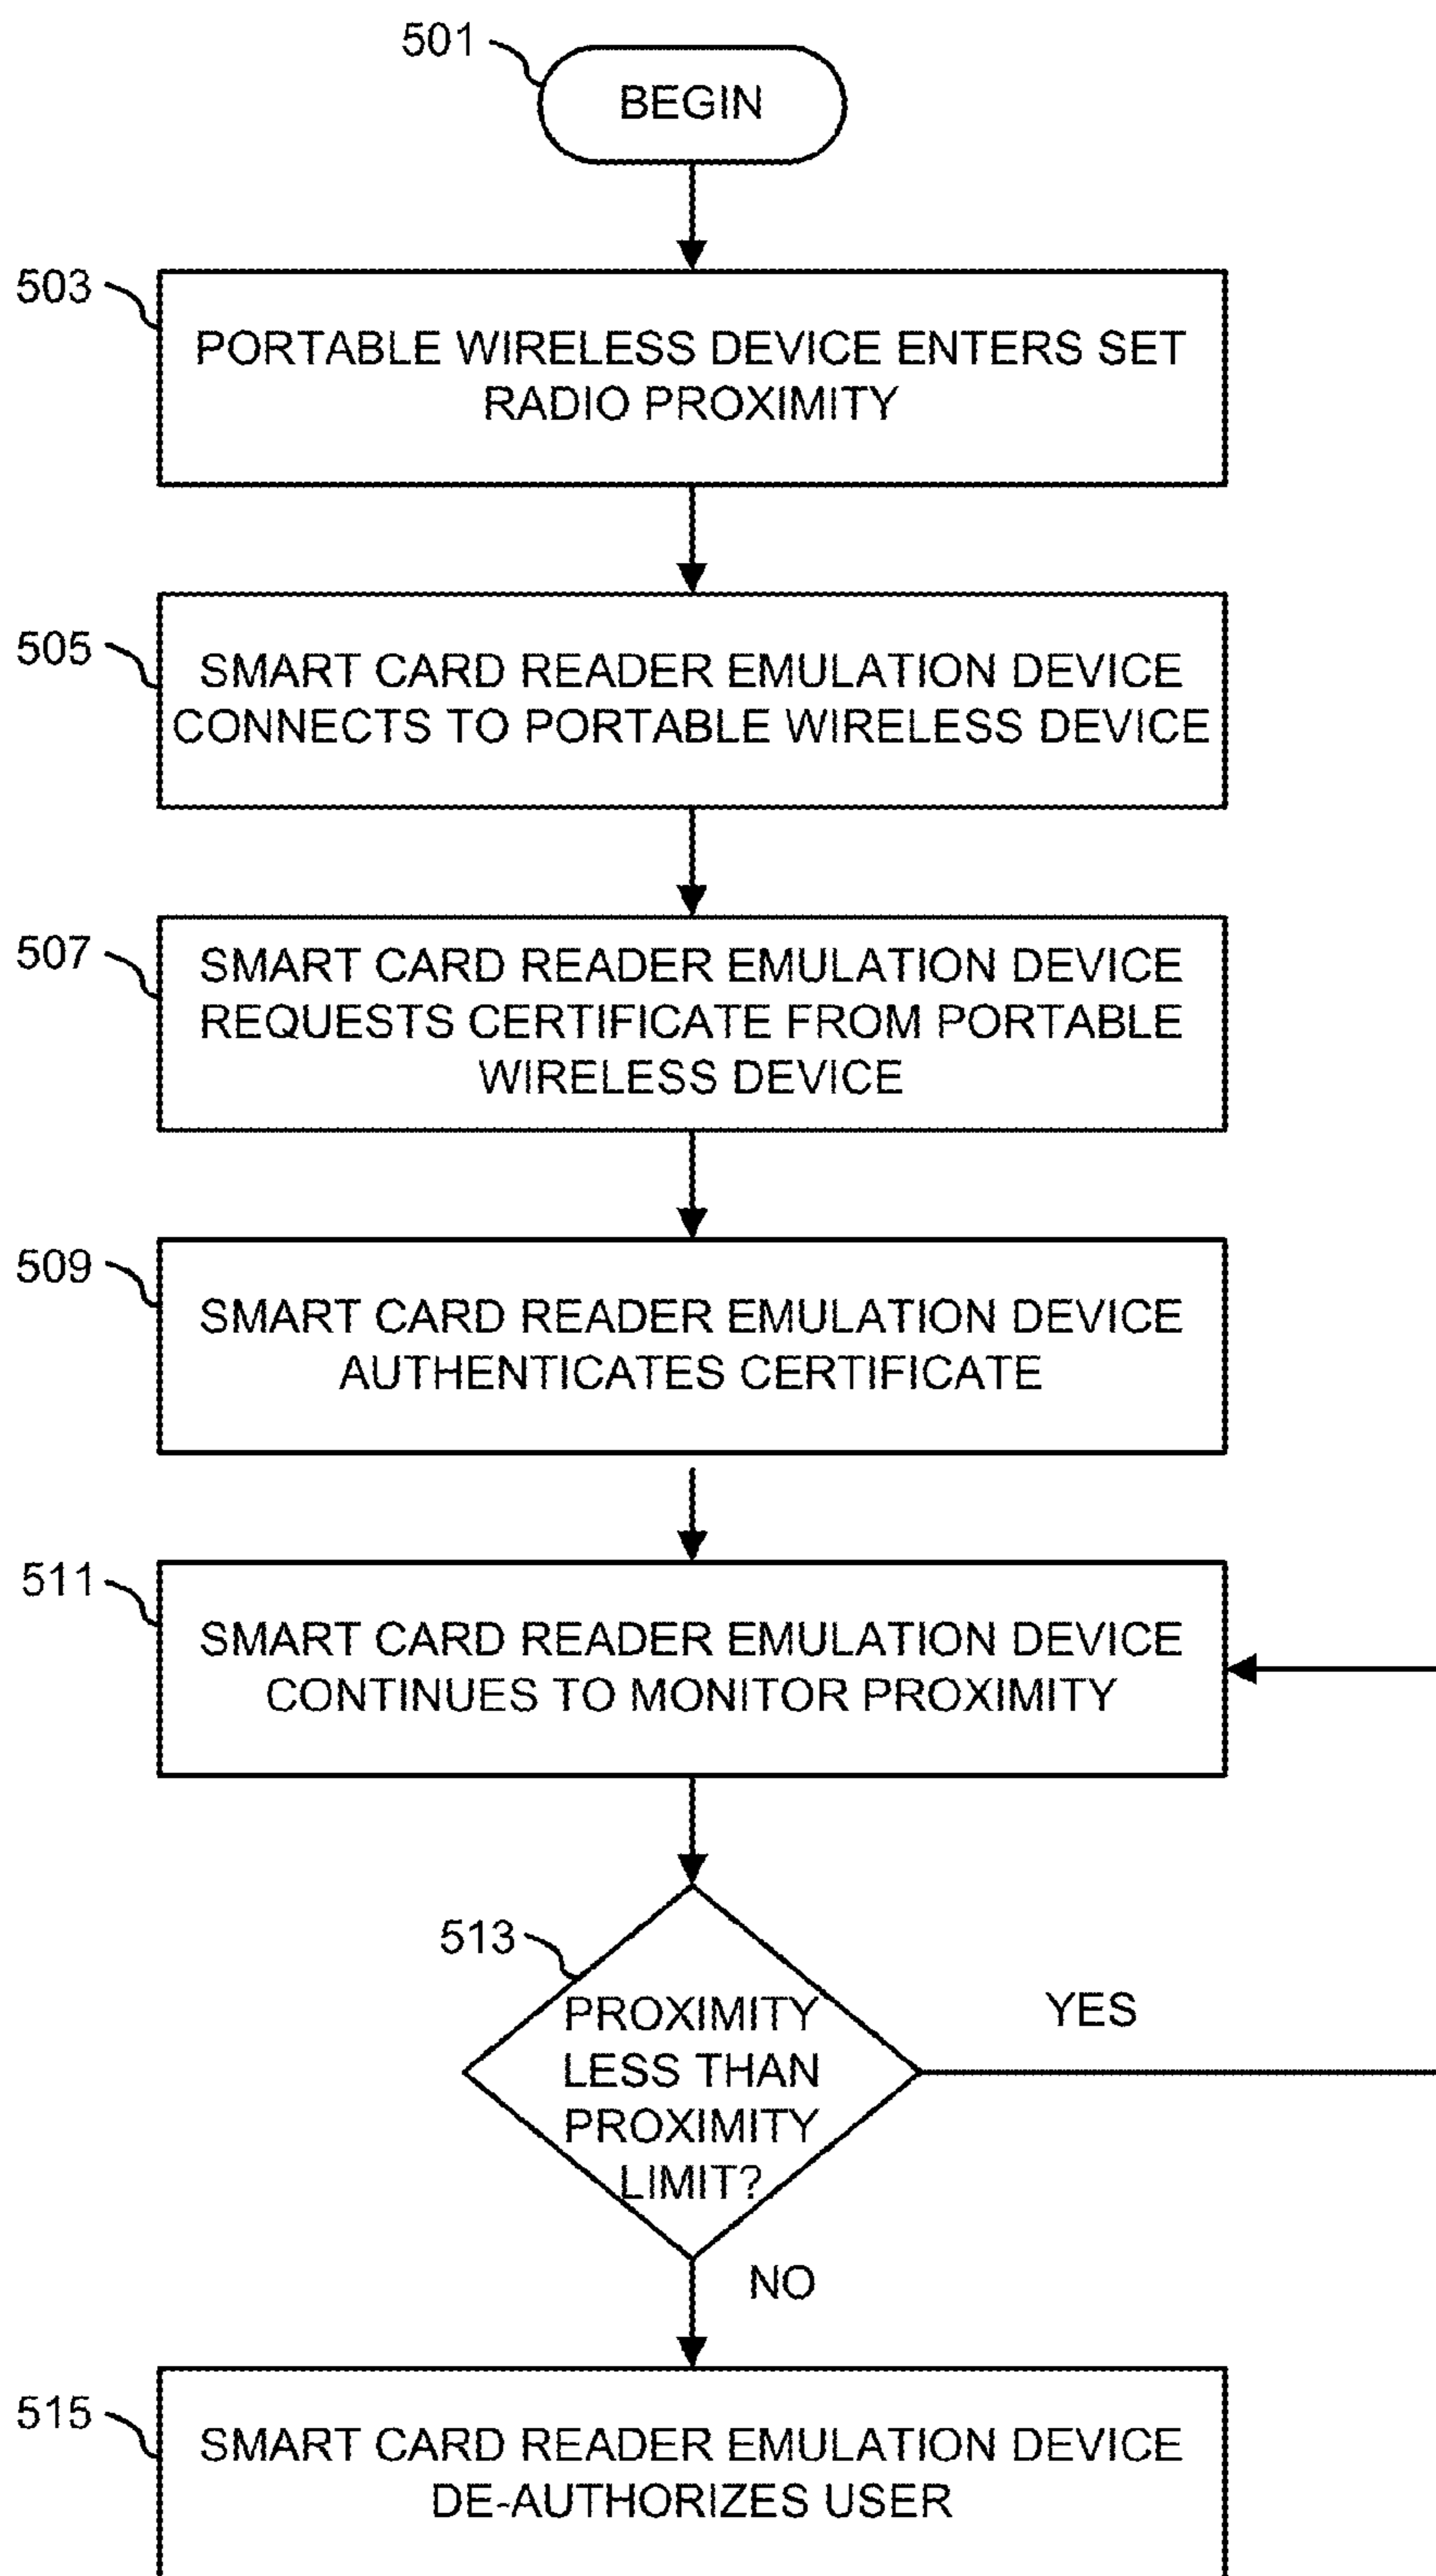 501
BEGIN
503
PORTABLE WIRELESS DEVICE ENTERS SET
RADIO PROXIMITY
505
SMART CARD READER EMULATION DEVICE
CONNECTS TO PORTABLE WIRELESS DEVICE
507
SMART CARD READER EMULATION DEVICE
REQUESTS CERTIFICATE FROM PORTABLE
WIRELESS DEVICE
509
SMART CARD READER EMULATION DEVICE
AUTHENTICATES CERTIFICATE
511
SMART CARD READER EMULATION DEVICE
CONTINUES TO MONITOR PROXIMITY
513
PROXIMITY
LESS THAN
PROXIMITY
LIMIT?
YES
NO
515
SMART CARD READER EMULATION DEVICE
DE-AUTHORIZES USER